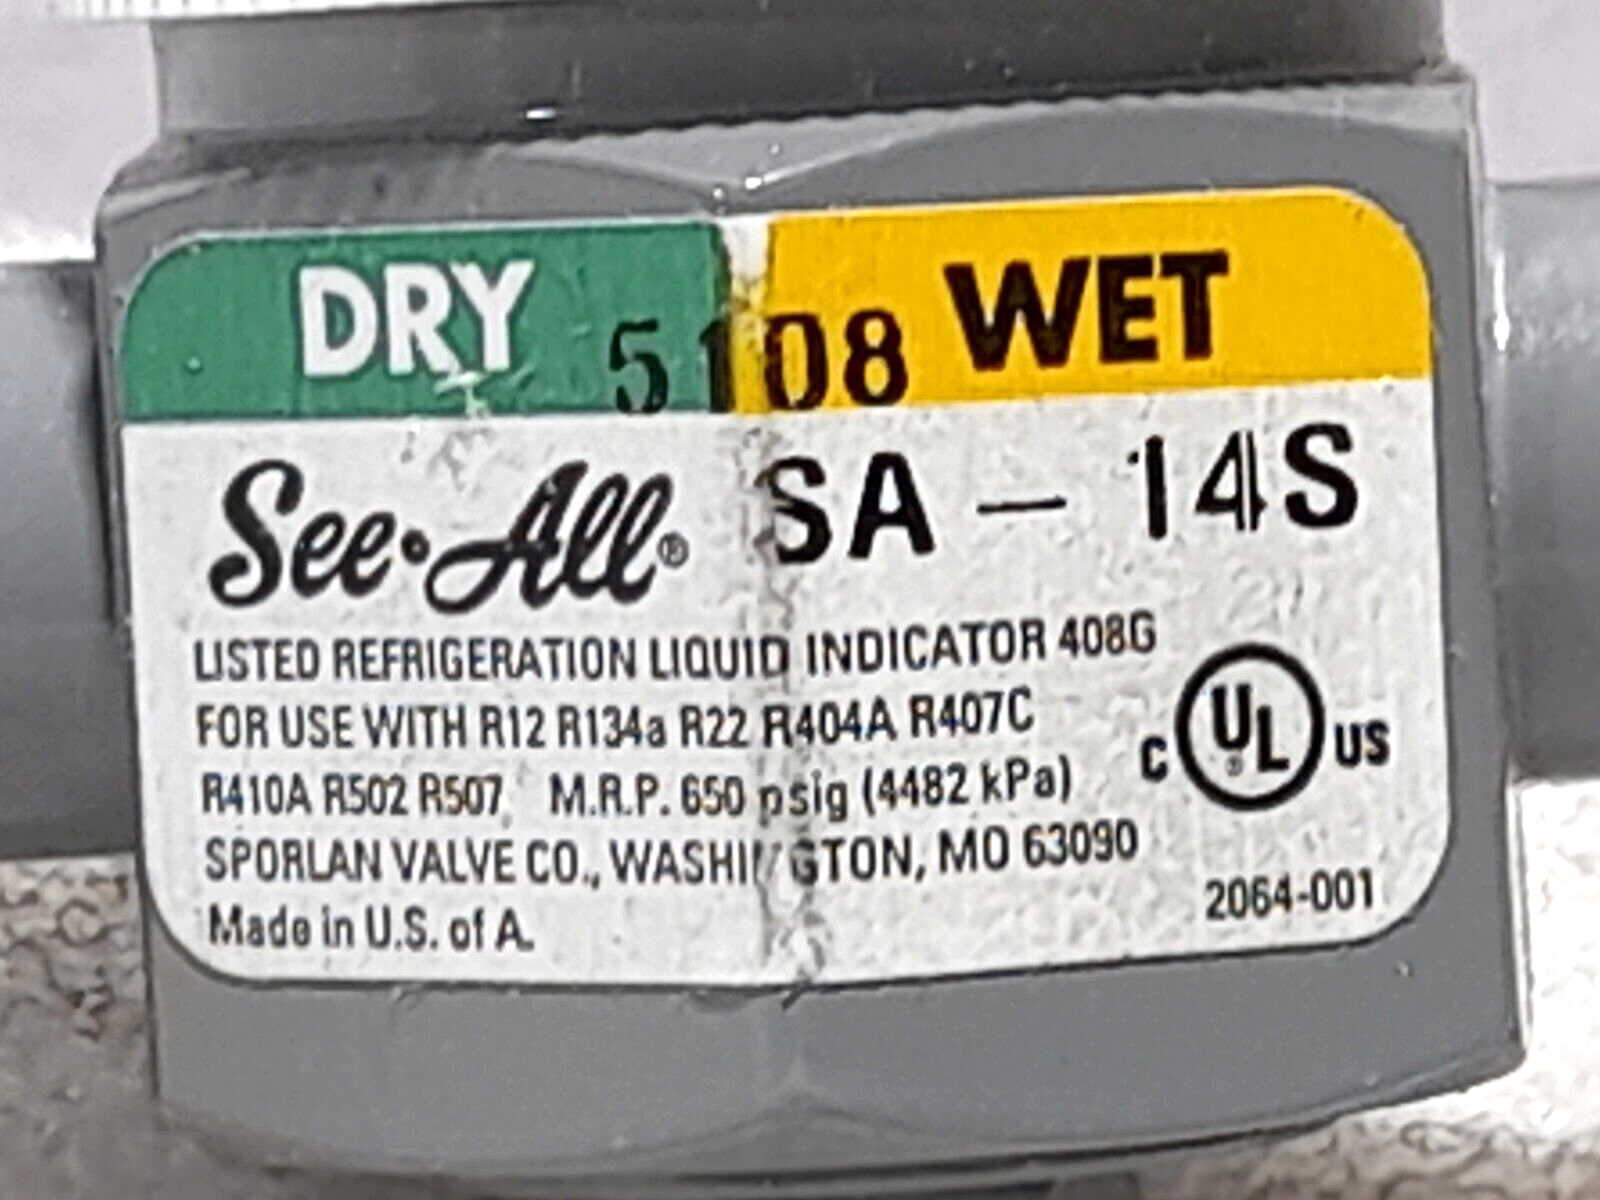 DRY 5108 WET
See·All® SA - 14S
LISTED REFRIGERATION LIQUID INDICATOR 408G
FOR USE WITH R12 R134a R22 R404A R407C
R410A R502 R507, M.R.P. 650 psig (4482 kPa)
C UL® US
SPORLAN VALVE CO., WASHINGTON, MO 63090
2064-001
Made in U.S. of A.